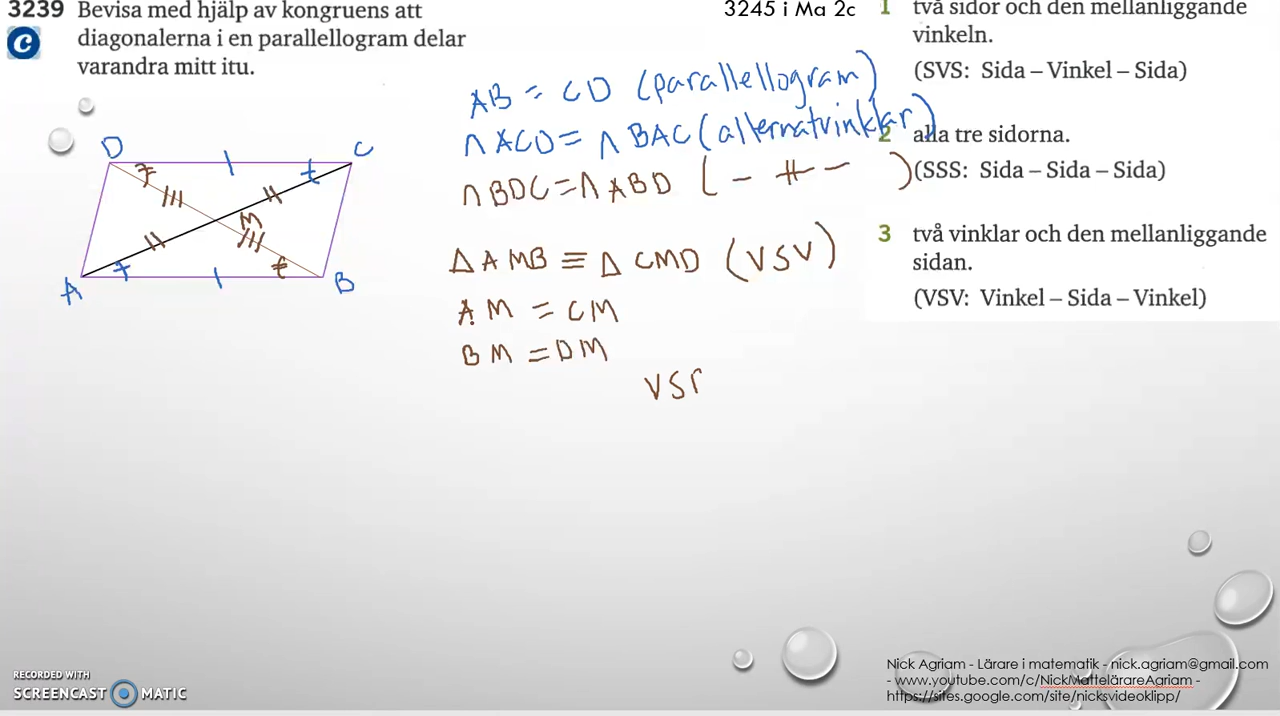 3239 Bevisa med hjälp av kongruens att
diagonalerna i en parallellogram delar
varandra mitt itu.
C
3245 i Ma 2c
1 två sidor och den mellanliggande
vinkeln.
(SVS: Sida – Vinkel – Sida)
2 alla tre sidorna.
(SSS: Sida – Sida – Sida)
3 två vinklar och den mellanliggande
sidan.
(VSV: Vinkel – Sida – Vinkel)
D C
M
A B
AB = CD (parallellogram)
∧ ACD = ∧ BAC (alternatvinklar)
∧ BDC = ∧ ABD ( – ⧺ – )
Δ AMB ≡ Δ CMD (VSV)
AM = CM
BM = DM
VSΓ
RECORDED WITH
SCREENCAST MATIC
Nick Agriam - Lärare i matematik - nick.agriam@gmail.com
- www.youtube.com/c/NickMattelärareAgriam -
https://sites.google.com/site/nicksvideoklipp/